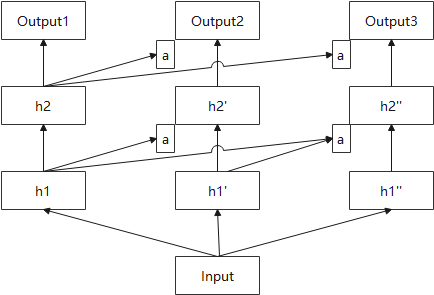 Output1
Output2
Output3
a
a
h2
h2'
h2''
a
a
h1
h1'
h1''
Input